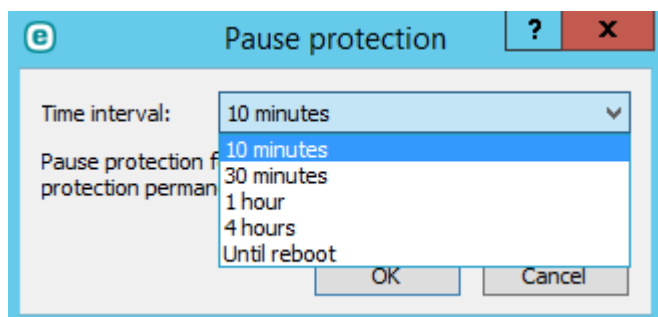 e
Pause protection
?
x
Time interval:
10 minutes
10 minutes
30 minutes
1 hour
4 hours
Until reboot
Pause protection
protection
OK
Cancel